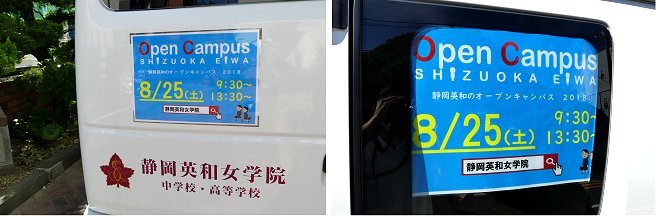 Open Campus
SHIZUOKA EIWA
静岡英和のオープンキャンパス 2018
8/25(土)
9:30~
13:30~
静岡英和女学院
静岡英和女学院
中学校・高等学校
Open Campus
SHIZUOKA EIWA
静岡英和のオープンキャンパス 2018
8/25(土)
9:30~
13:30~
静岡英和女学院